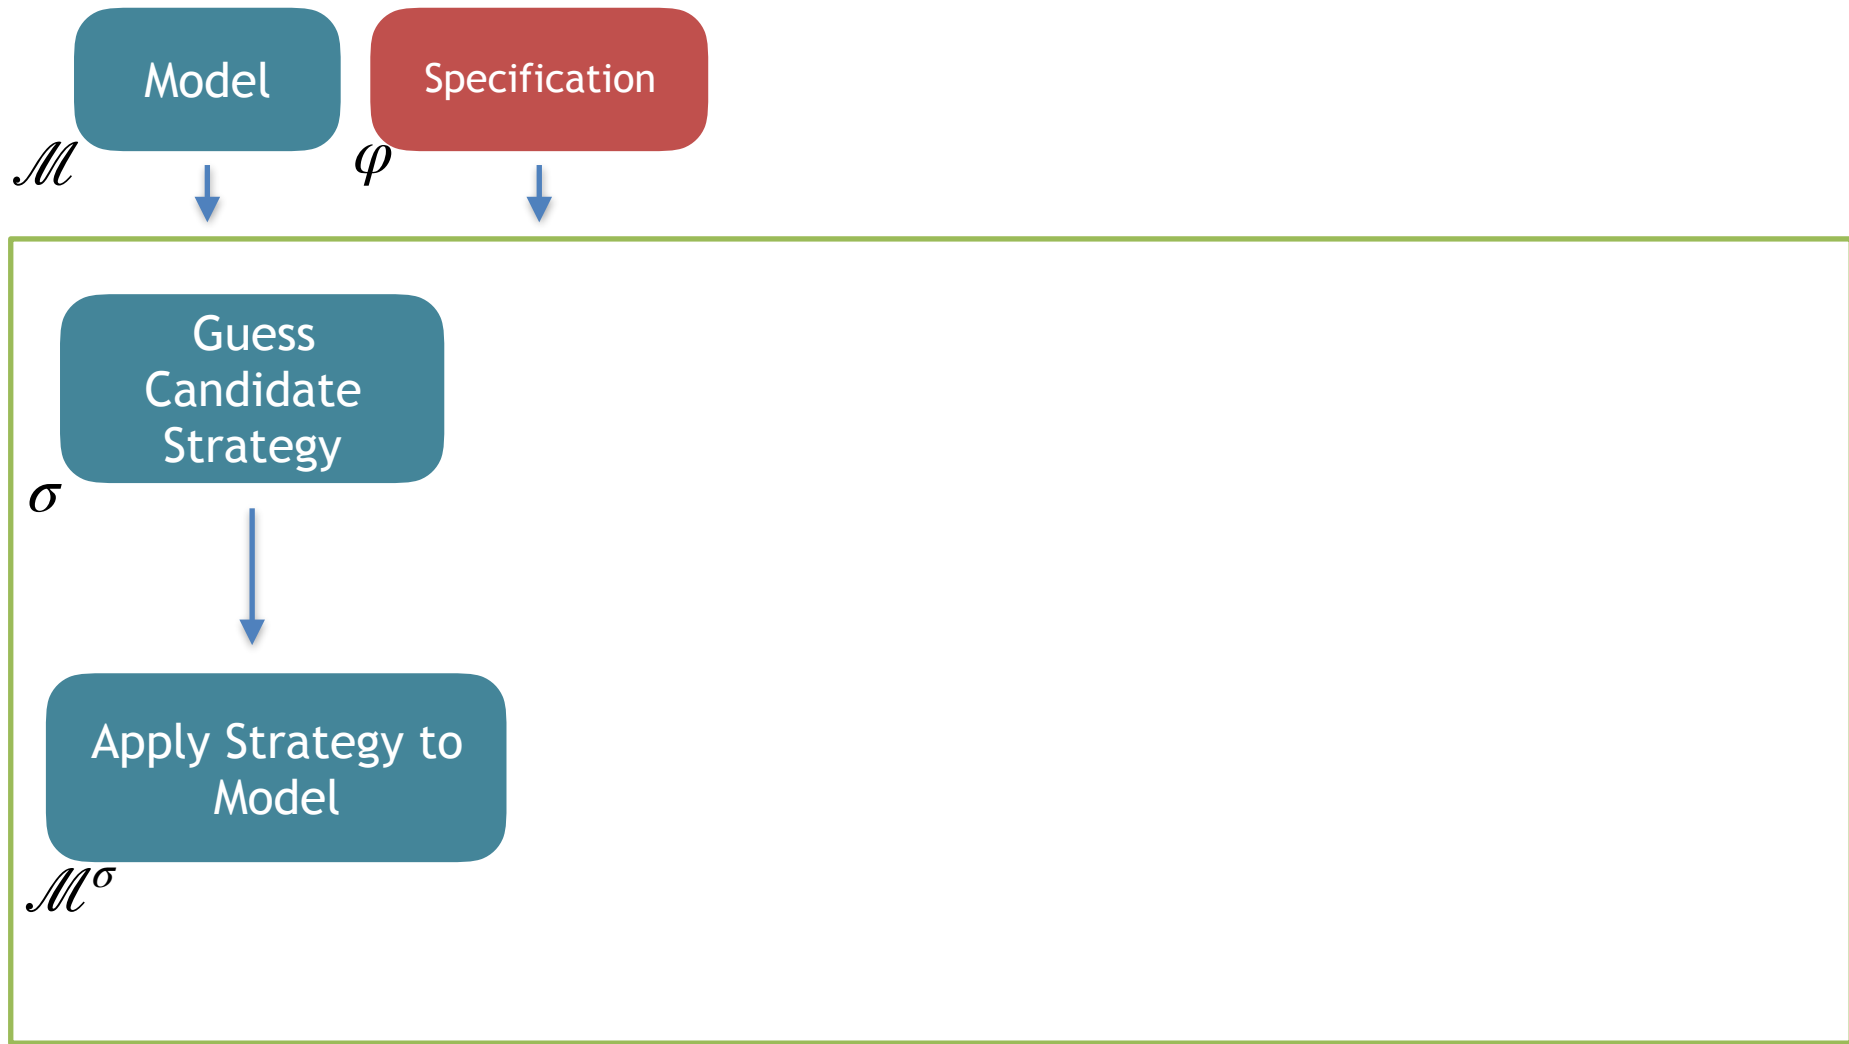 Model
Specification
ℳ
φ
Guess
Candidate
Strategy
σ
Apply Strategy to
Model
ℳ^σ